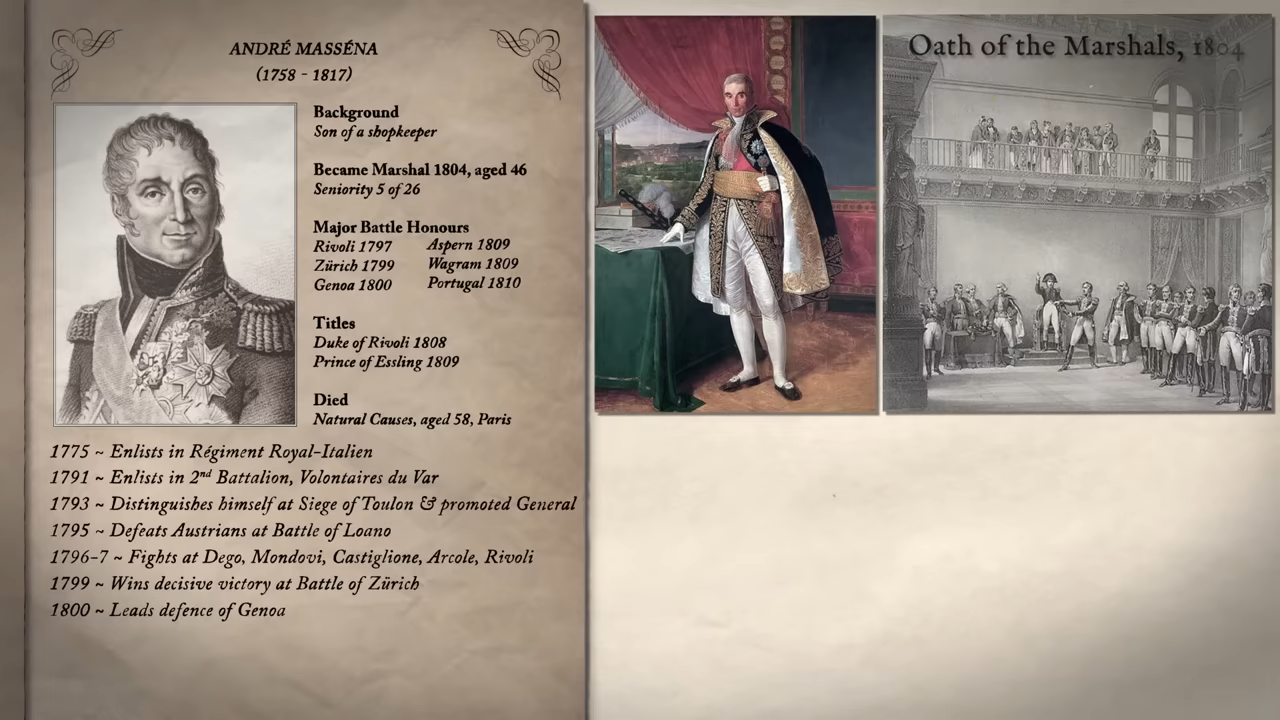 ANDRÉ MASSÉNA
(1758 - 1817)
Background
Son of a shopkeeper
Became Marshal 1804, aged 46
Seniority 5 of 26
Major Battle Honours
Rivoli 1797 Aspern 1809
Zürich 1799 Wagram 1809
Genoa 1800 Portugal 1810
Titles
Duke of Rivoli 1808
Prince of Essling 1809
Died
Natural Causes, aged 58, Paris
1775 ~ Enlists in Régiment Royal-Italien
1791 ~ Enlists in 2nd Battalion, Volontaires du Var
1793 ~ Distinguishes himself at Siege of Toulon & promoted General
1795 ~ Defeats Austrians at Battle of Loano
1796-7 ~ Fights at Dego, Mondovi, Castiglione, Arcole, Rivoli
1799 ~ Wins decisive victory at Battle of Zürich
1800 ~ Leads defence of Genoa
Oath of the Marshals, 1804